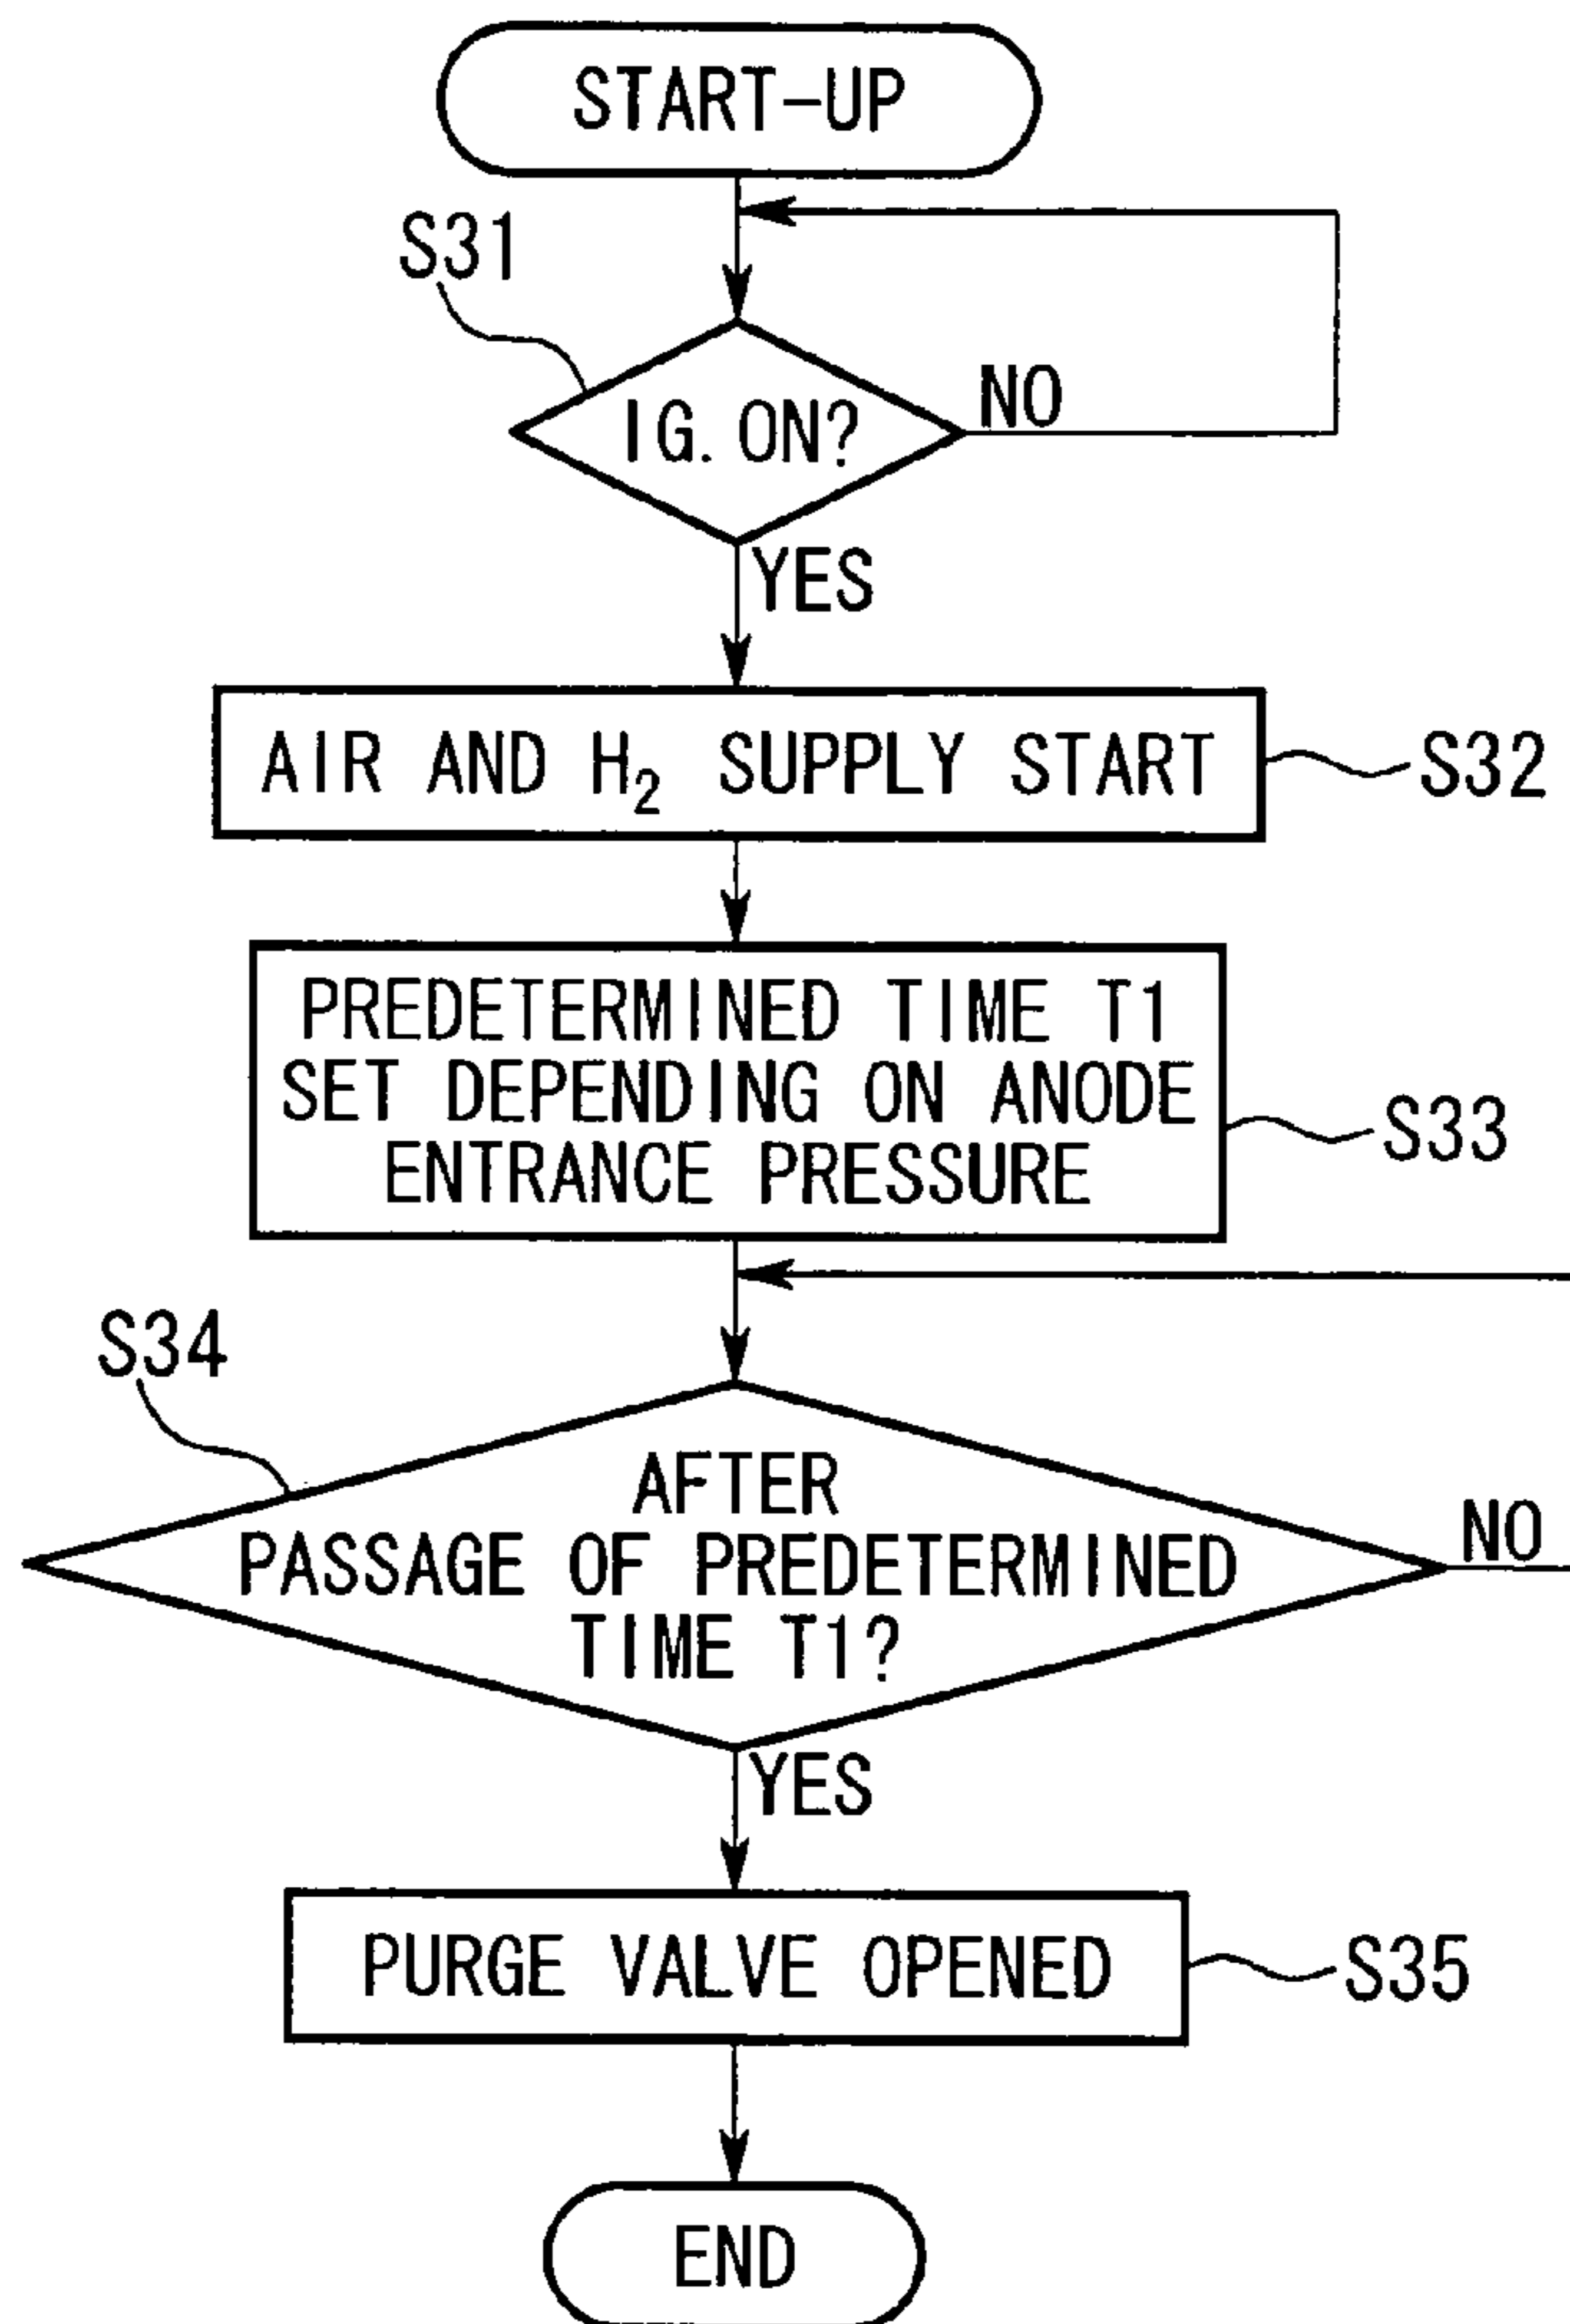 START-UP
S31
IG. ON?
NO
YES
AIR AND H₂ SUPPLY START
S32
PREDETERMINED TIME T1
SET DEPENDING ON ANODE
ENTRANCE PRESSURE
S33
S34
AFTER
PASSAGE OF PREDETERMINED
TIME T1?
NO
YES
PURGE VALVE OPENED
S35
END